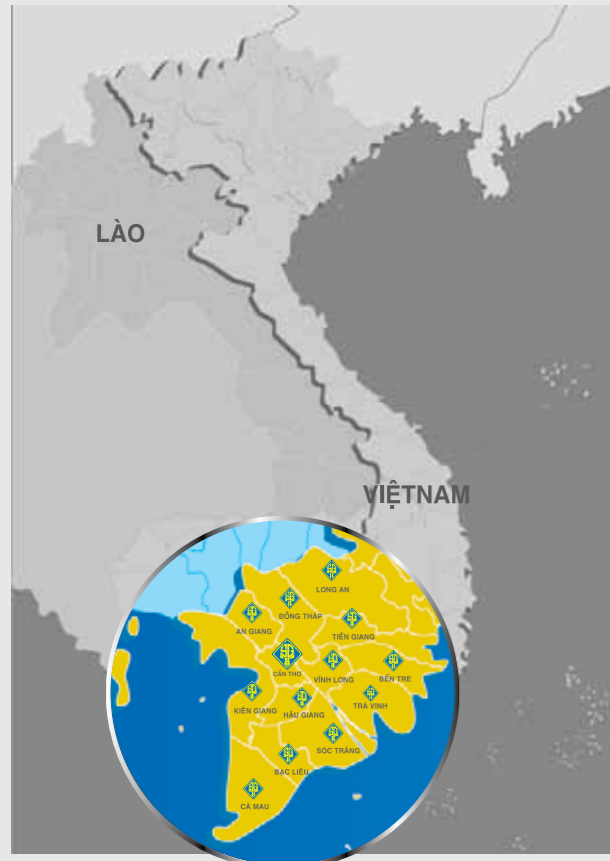 LÀO
VIỆTNAM
LONG AN
ĐỒNG THÁP
AN GIANG
TIỀN GIANG
CẦN THƠ
VĨNH LONG
BẾN TRE
KIÊN GIANG
HẬU GIANG
TRÀ VINH
SÓC TRĂNG
BẠC LIÊU
CÀ MAU